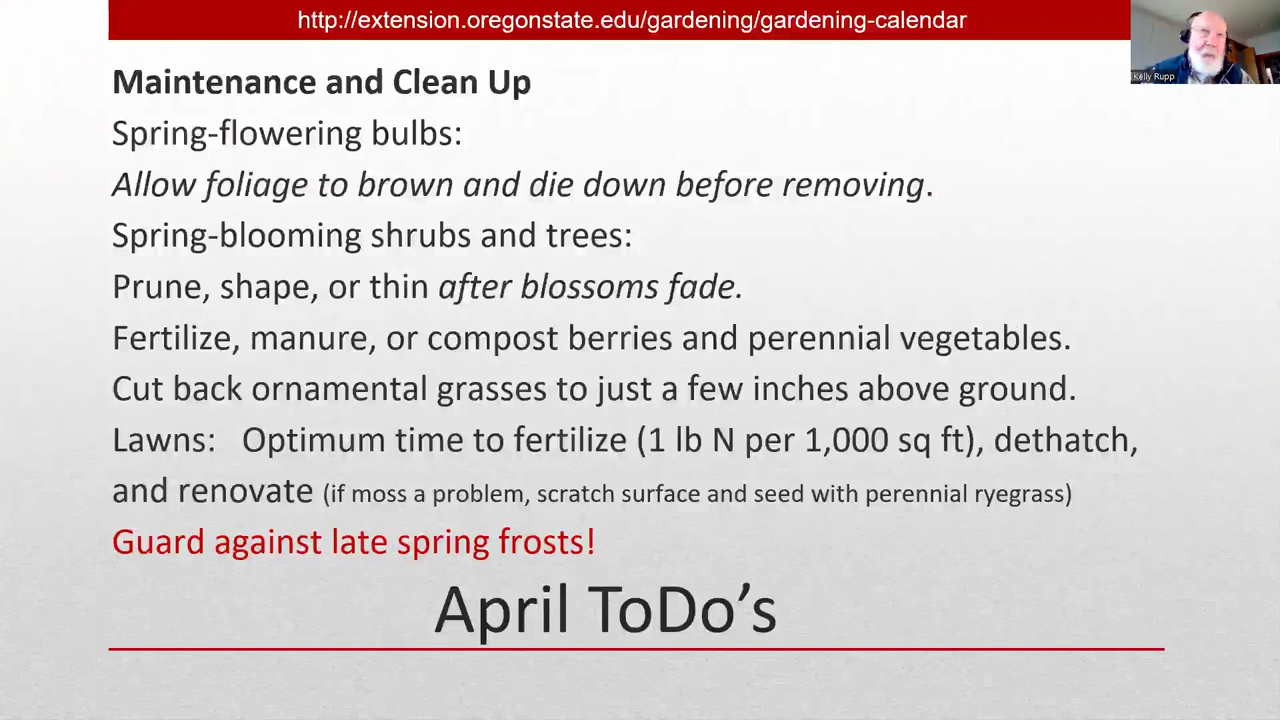 http://extension.oregonstate.edu/gardening/gardening-calendar
Kelly Rupp
Maintenance and Clean Up
Spring-flowering bulbs:
Allow foliage to brown and die down before removing.
Spring-blooming shrubs and trees:
Prune, shape, or thin after blossoms fade.
Fertilize, manure, or compost berries and perennial vegetables.
Cut back ornamental grasses to just a few inches above ground.
Lawns: Optimum time to fertilize (1 lb N per 1,000 sq ft), dethatch,
and renovate (if moss a problem, scratch surface and seed with perennial ryegrass)
Guard against late spring frosts!
April ToDo’s